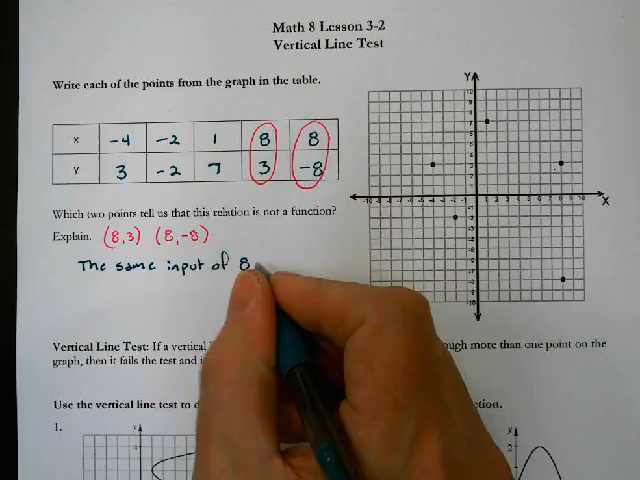 Math 8 Lesson 3-2
Vertical Line Test
Write each of the points from the graph in the table.
x -4 -2 1 8 8
y 3 -2 7 3 -8
Which two points tell us that this relation is not a function?
Explain. (8,3) (8,-8)
The same input of 8
Vertical Line Test: If a vertical ough more than one point on the
graph, then it fails the test and
Use the vertical line test to
1.
Y
X
y
y
2